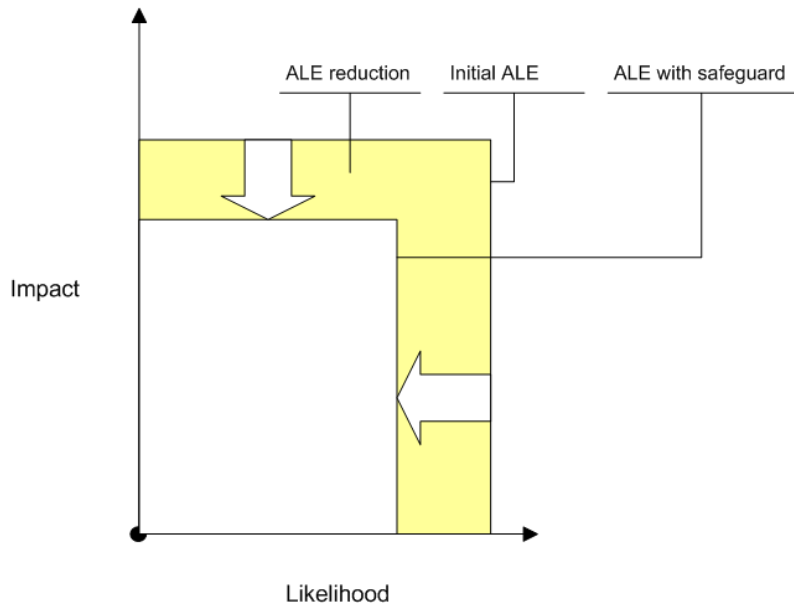 ALE reduction
Initial ALE
ALE with safeguard
Impact
Likelihood